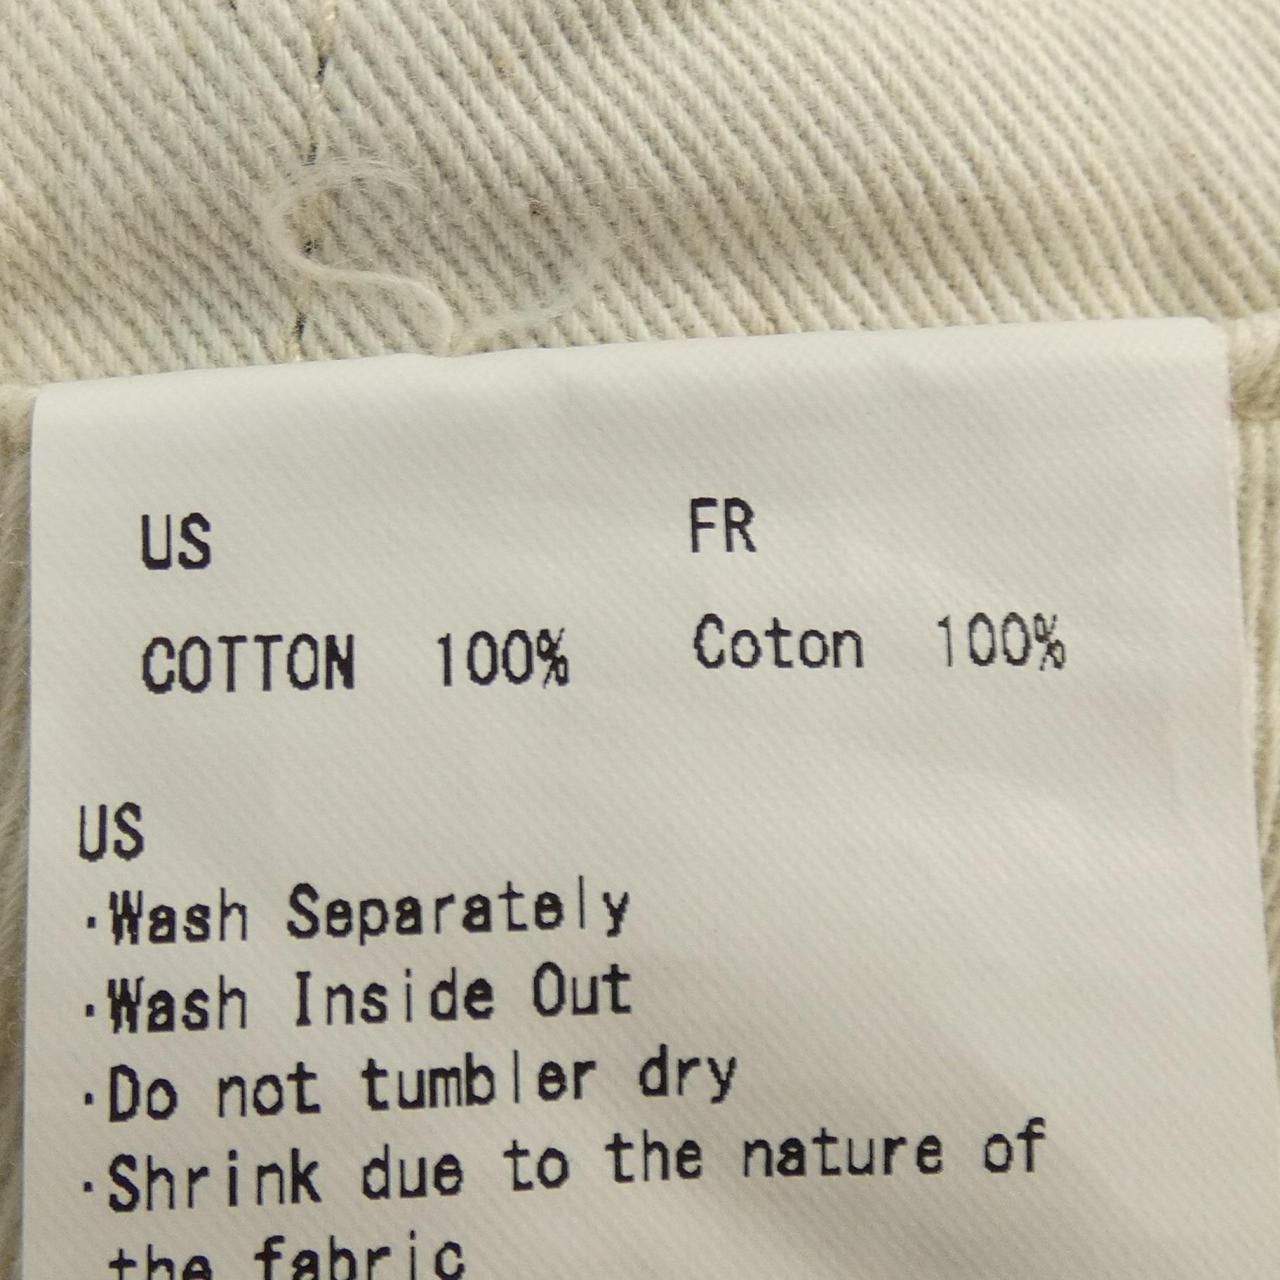 US FR
COTTON 100% Coton 100%
US
·Wash Separately
·Wash Inside Out
·Do not tumbler dry
·Shrink due to the nature of
the fabric